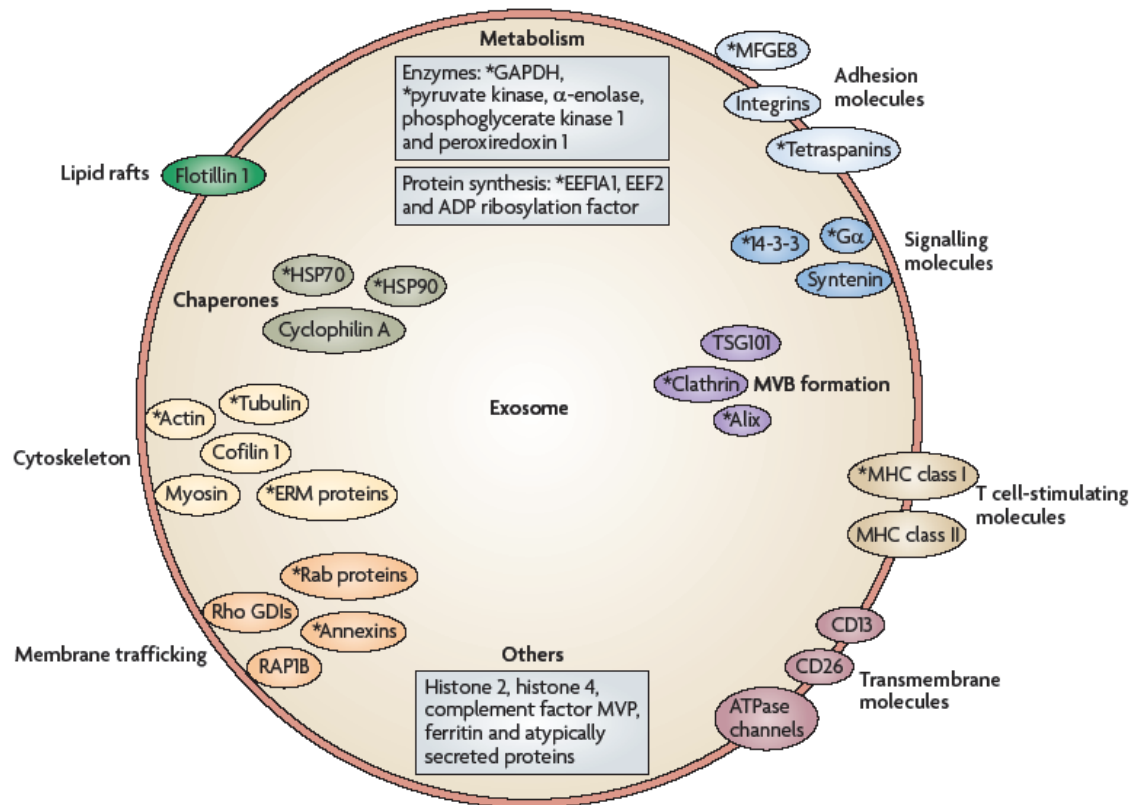 Metabolism
Enzymes: *GAPDH,
*pyruvate kinase, α-enolase,
phosphoglycerate kinase 1
and peroxiredoxin 1
Protein synthesis: *EEF1A1, EEF2
and ADP ribosylation factor
*MFGE8
Integrins
*Tetraspanins
Adhesion
molecules
Lipid rafts
Flotillin 1
*14-3-3
*Gα
Syntenin
Signalling
molecules
Chaperones
*HSP70
*HSP90
Cyclophilin A
TSG101
*Clathrin
*Alix
MVB formation
Exosome
Cytoskeleton
*Actin
*Tubulin
Cofilin 1
Myosin
*ERM proteins
*MHC class I
MHC class II
T cell-stimulating
molecules
Membrane trafficking
*Rab proteins
Rho GDIs
*Annexins
RAP1B
Others
Histone 2, histone 4,
complement factor MVP,
ferritin and atypically
secreted proteins
CD13
CD26
ATPase
channels
Transmembrane
molecules